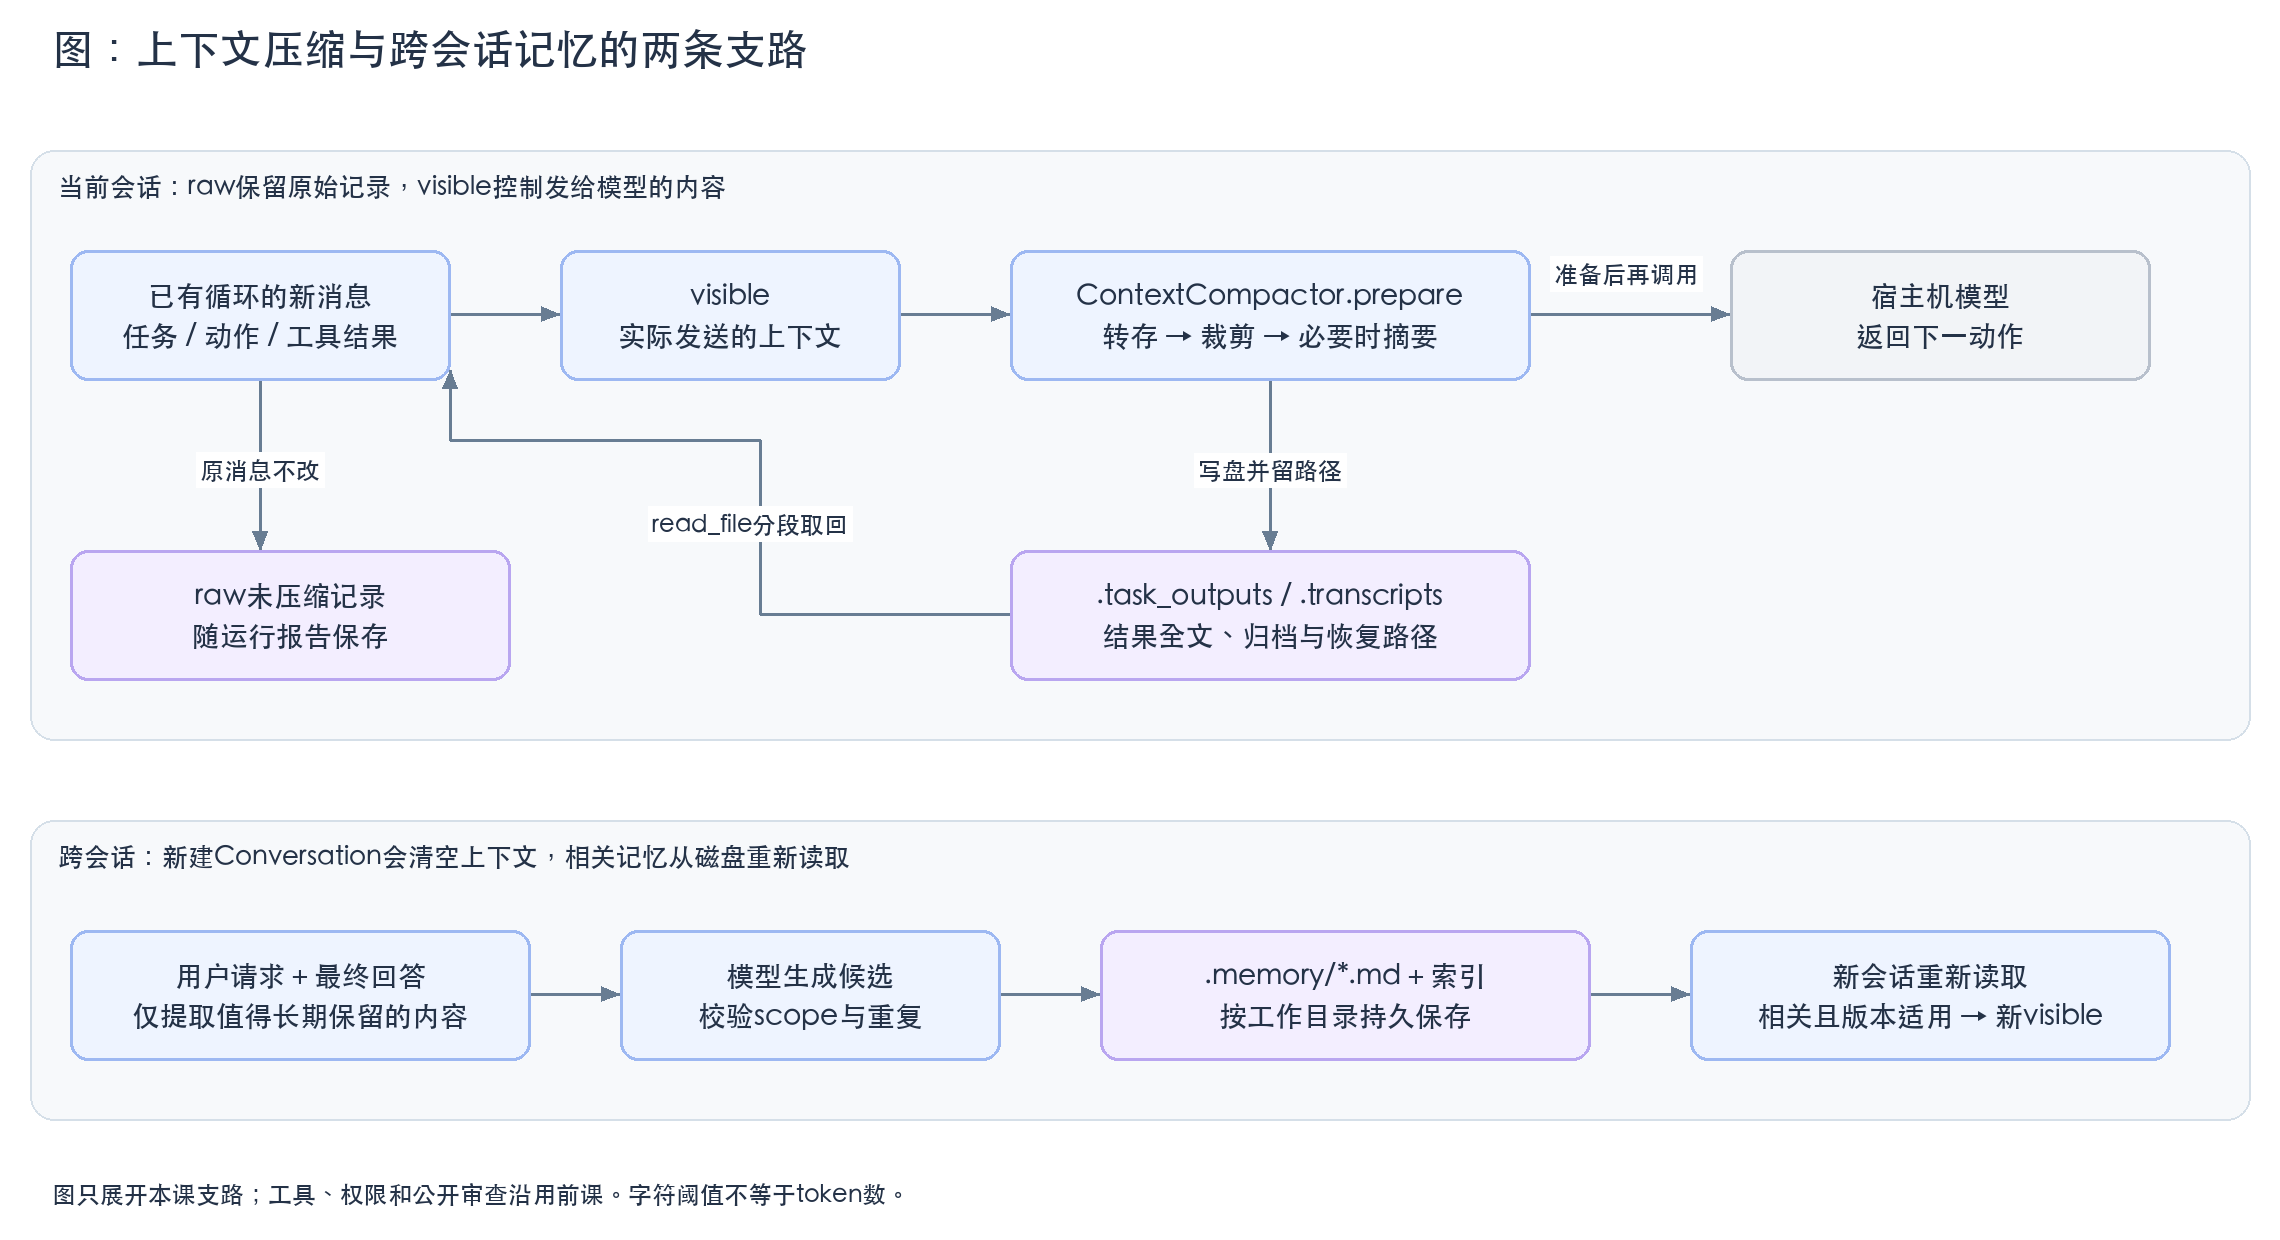 图：上下文压缩与跨会话记忆的两条支路
当前会话：raw保留原始记录，visible控制发给模型的内容
已有循环的新消息
任务 / 动作 / 工具结果
visible
实际发送的上下文
ContextCompactor.prepare
转存 → 裁剪 → 必要时摘要
准备后再调用
宿主机模型
返回下一动作
原消息不改
写盘并留路径
read_file分段取回
raw未压缩记录
随运行报告保存
.task_outputs / .transcripts
结果全文、归档与恢复路径
跨会话：新建Conversation会清空上下文，相关记忆从磁盘重新读取
用户请求 + 最终回答
仅提取值得长期保留的内容
模型生成候选
校验scope与重复
.memory/*.md + 索引
按工作目录持久保存
新会话重新读取
相关且版本适用 → 新visible
图只展开本课支路；工具、权限和公开审查沿用前课。字符阈值不等于token数。